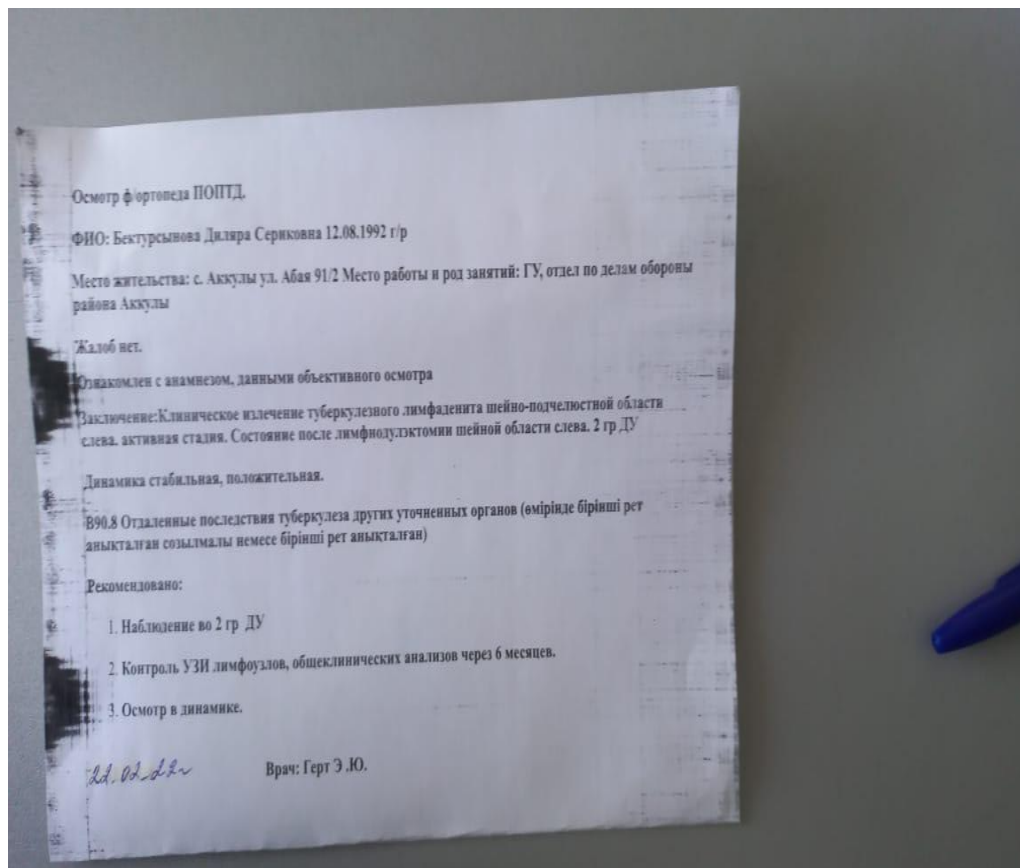 Осмотр ф/ортопеда ПОПТД.
ФИО: Бектурсынова Диляра Сериковна 12.08.1992 г/р
Место жительства: с. Аккулы ул. Абая 91/2 Место работы и род занятий: ГУ, отдел по делам обороны
района Аккулы
Жалоб нет.
Ознакомлен с анамнезом, данными объективного осмотра
Заключение:Клиническое излечение туберкулезного лимфаденита шейно-подчелюстной области
слева. активная стадия. Состояние после лимфнодулэктомии шейной области слева. 2 гр ДУ
Динамика стабильная, положительная.
B90.8 Отдаленные последствия туберкулеза других уточненных органов (өмірінде бірінші рет
анықталған созылмалы немесе бірінші рет анықталған)
Рекомендовано:
1. Наблюдение во 2 гр ДУ
2. Контроль УЗИ лимфоузлов, общеклинических анализов через 6 месяцев.
3. Осмотр в динамике.
22.02.22г Врач: Герт Э.Ю.